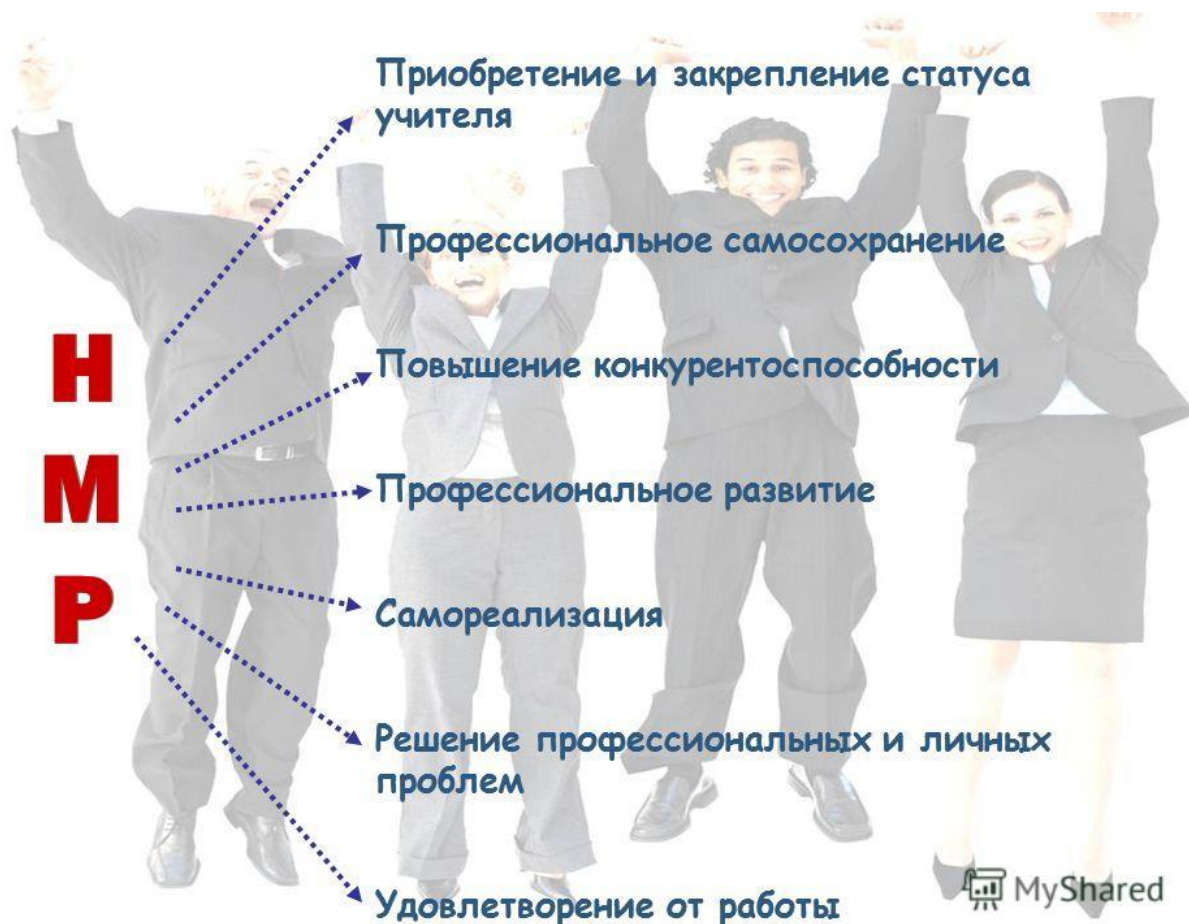 Приобретение и закрепление статуса
учителя
Профессиональное самосохранение
Н
Повышение конкурентоспособности
М
Профессиональное развитие
Р
Самореализация
Решение профессиональных и личных
проблем
Удовлетворение от работы
MyShared